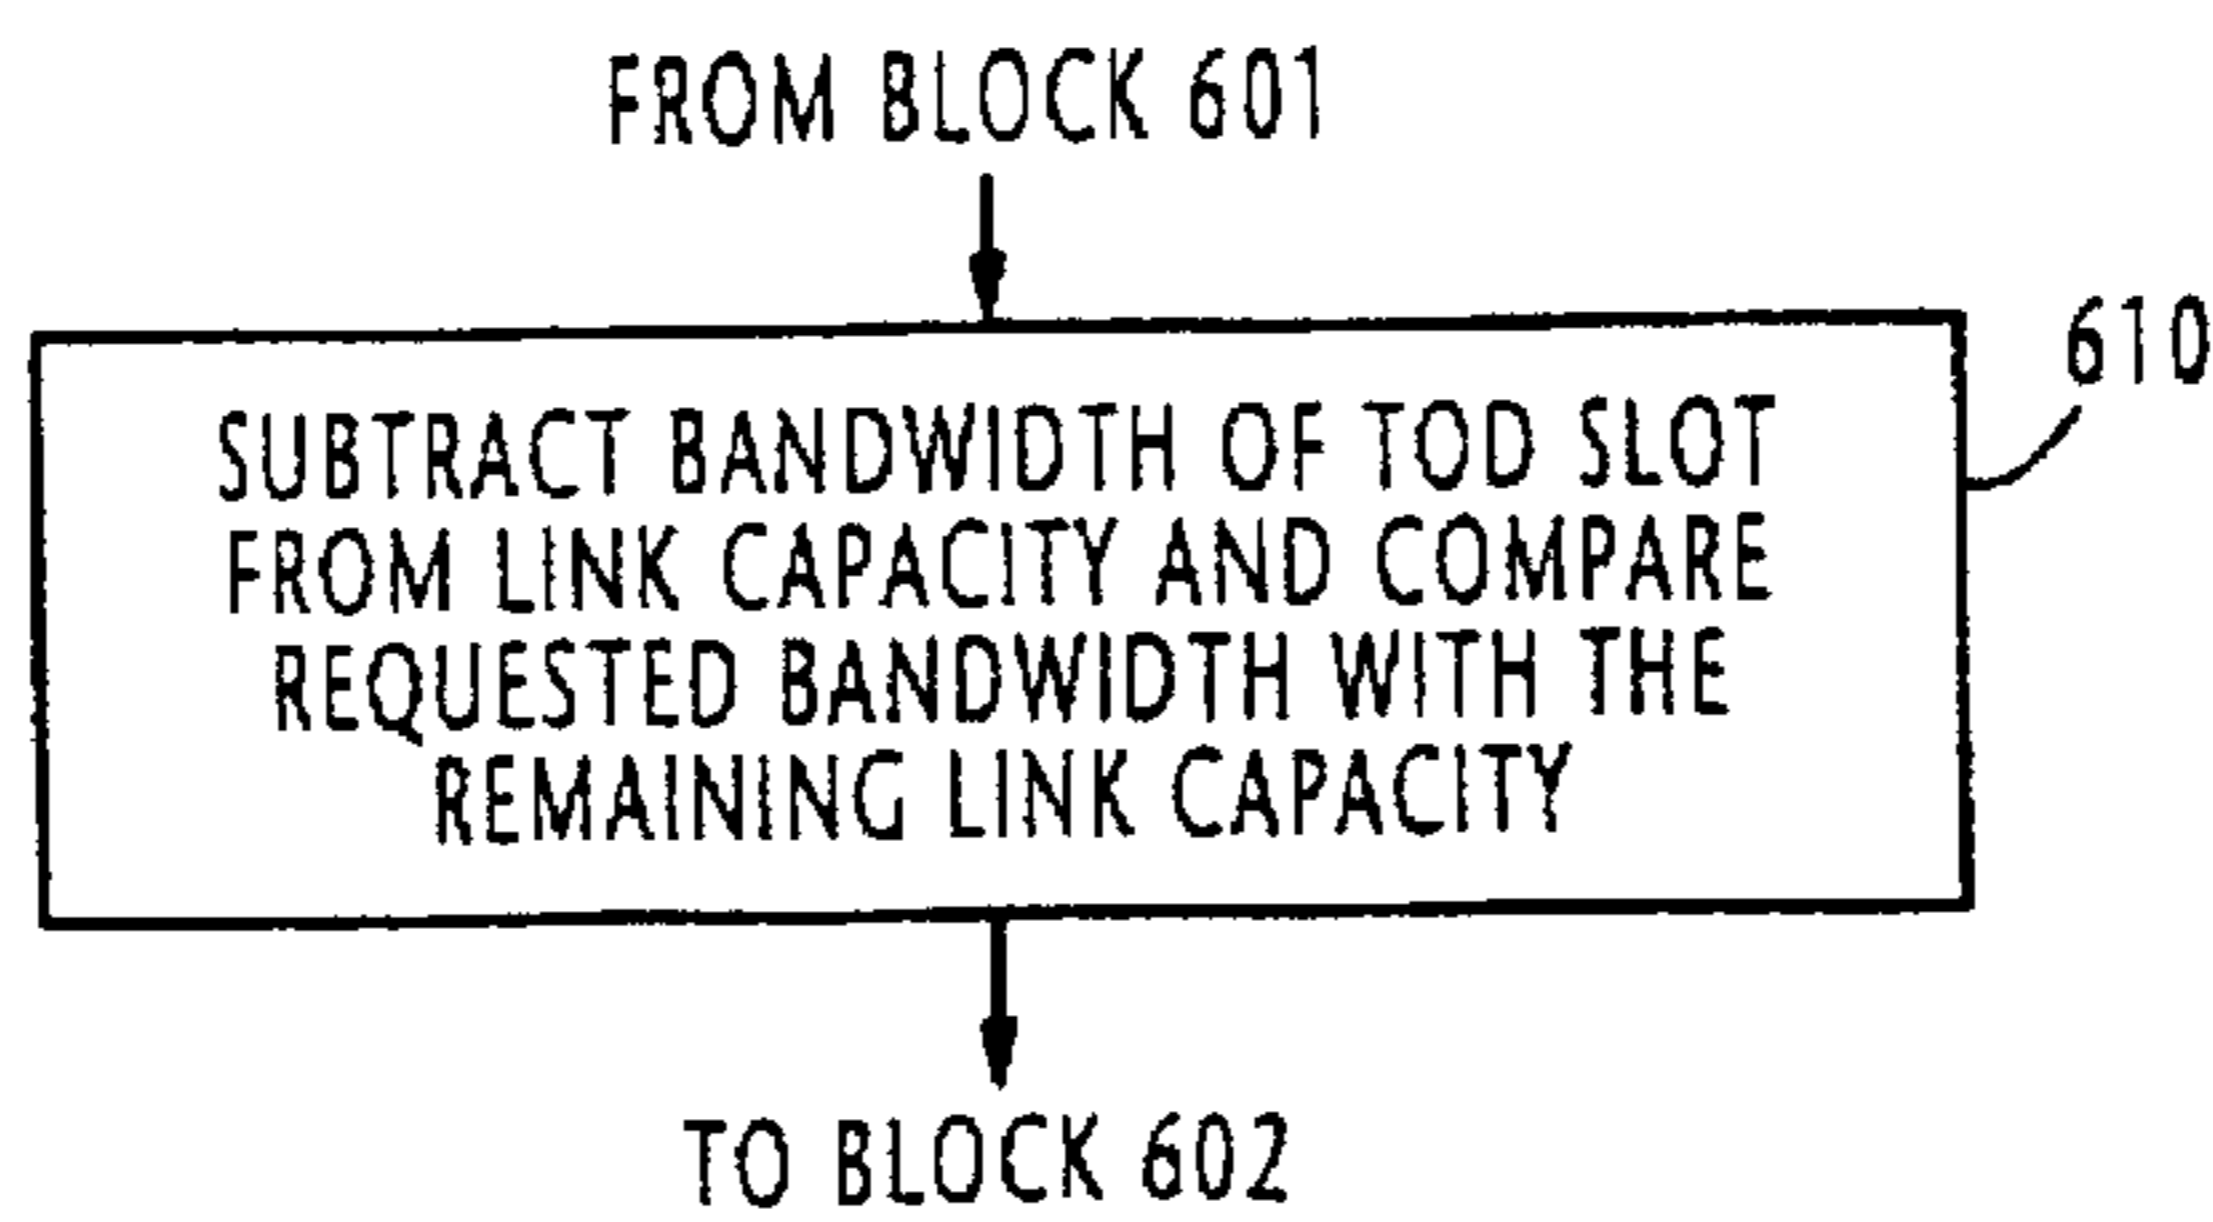 FROM BLOCK 601
610
SUBTRACT BANDWIDTH OF TOD SLOT
FROM LINK CAPACITY AND COMPARE
REQUESTED BANDWIDTH WITH THE
REMAINING LINK CAPACITY
TO BLOCK 602